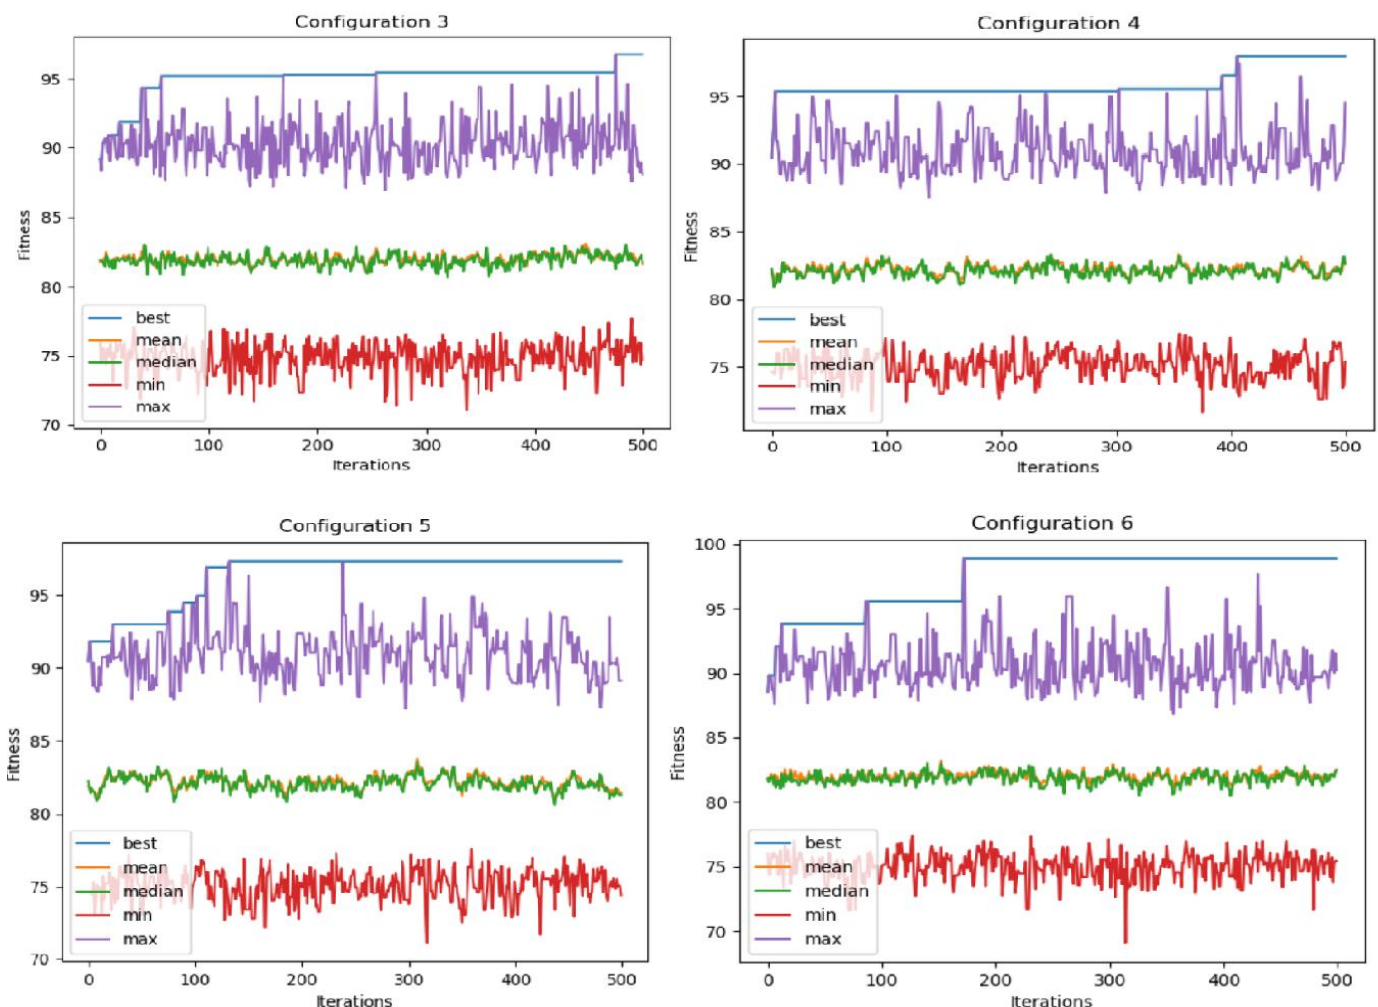 Configuration 3
95
90
85
80
75
70
Fitness
best
mean
median
min
max
0 100 200 300 400 500
Iterations
Configuration 4
95
90
85
80
75
Fitness
best
mean
median
min
max
0 100 200 300 400 500
Iterations
Configuration 5
95
90
85
80
75
70
Fitness
best
mean
median
min
max
0 100 200 300 400 500
Iterations
Configuration 6
100
95
90
85
80
75
70
Fitness
best
mean
median
min
max
0 100 200 300 400 500
Iterations